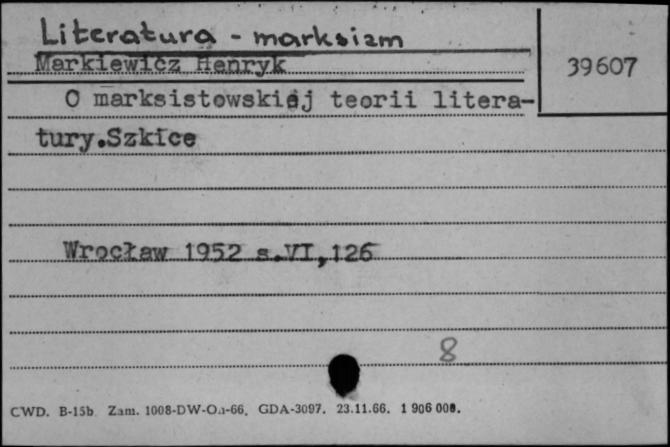 Literatura - marksizm
Markiewicz Henryk
39607
O marksistowskiej teorii litera-
tury.Szkice
Wrocław 1952 s.VI,126
8
CWD. B-15b. Zam. 1008-DW-Oa-66. GDA-3097. 23.11.66. 1 906 000.